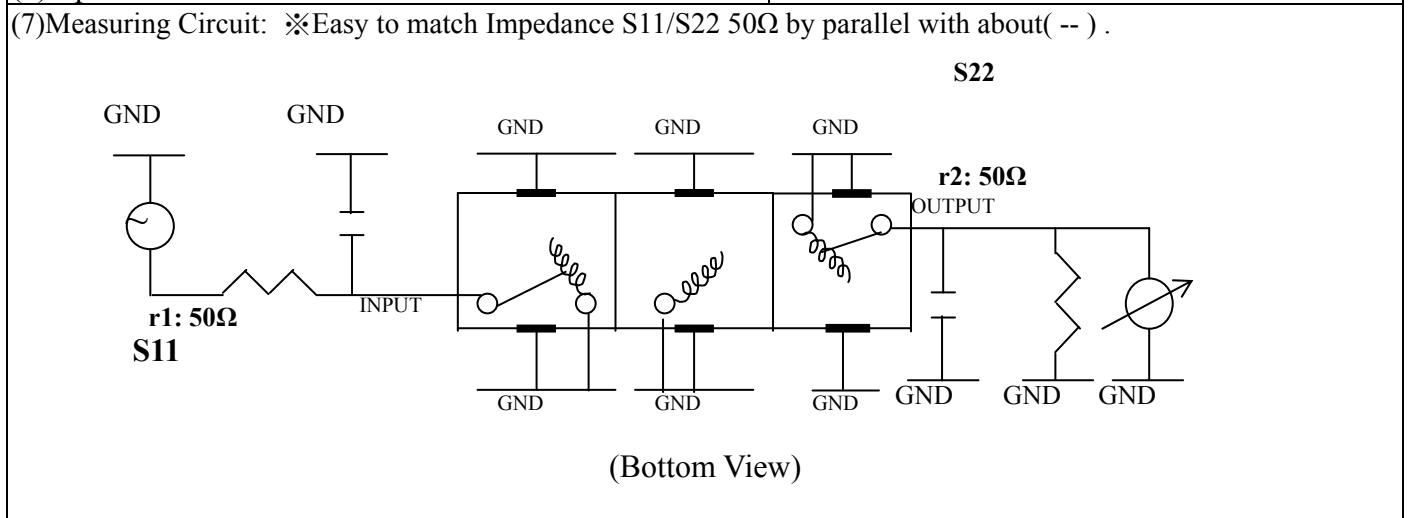 (7)Measuring Circuit: ※Easy to match Impedance S11/S22 50Ω by parallel with about( -- ) .
S22
GND GND GND GND GND
r2: 50Ω
OUTPUT
INPUT
r1: 50Ω
S11
GND GND GND GND GND GND
(Bottom View)